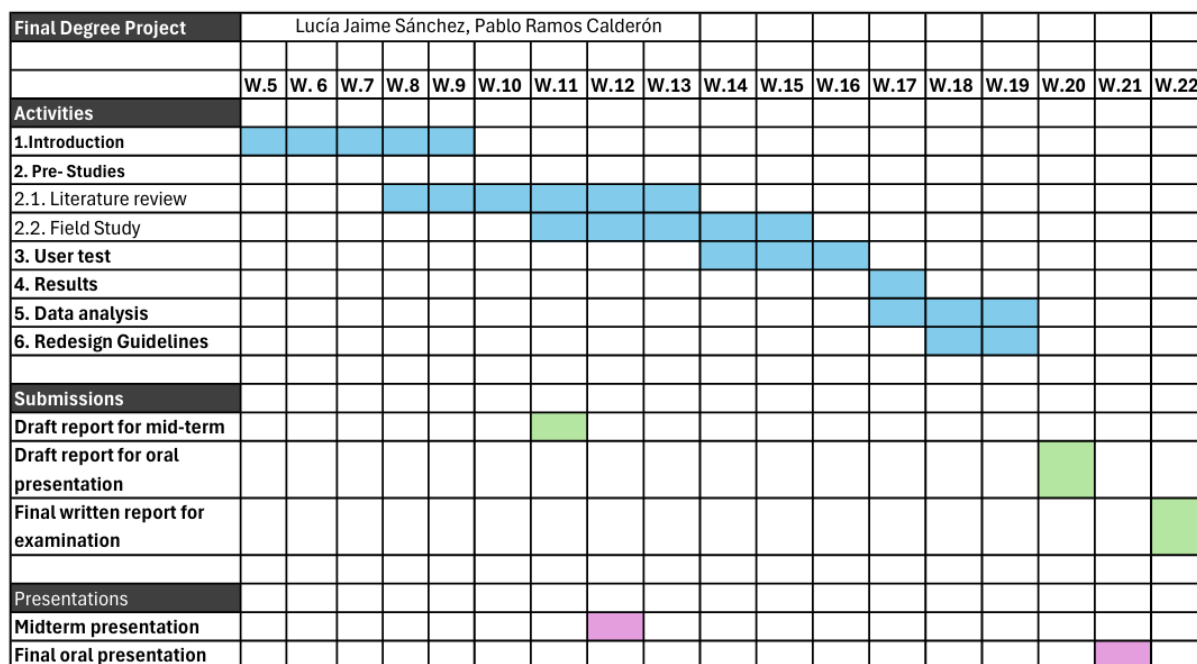 Final Degree Project Lucía Jaime Sánchez, Pablo Ramos Calderón
W.5 W. 6 W.7 W.8 W.9 W.10 W.11 W.12 W.13 W.14 W.15 W.16 W.17 W.18 W.19 W.20 W.21 W.22
Activities
1.Introduction
2. Pre- Studies
2.1. Literature review
2.2. Field Study
3. User test
4. Results
5. Data analysis
6. Redesign Guidelines
Submissions
Draft report for mid-term
Draft report for oral
presentation
Final written report for
examination
Presentations
Midterm presentation
Final oral presentation